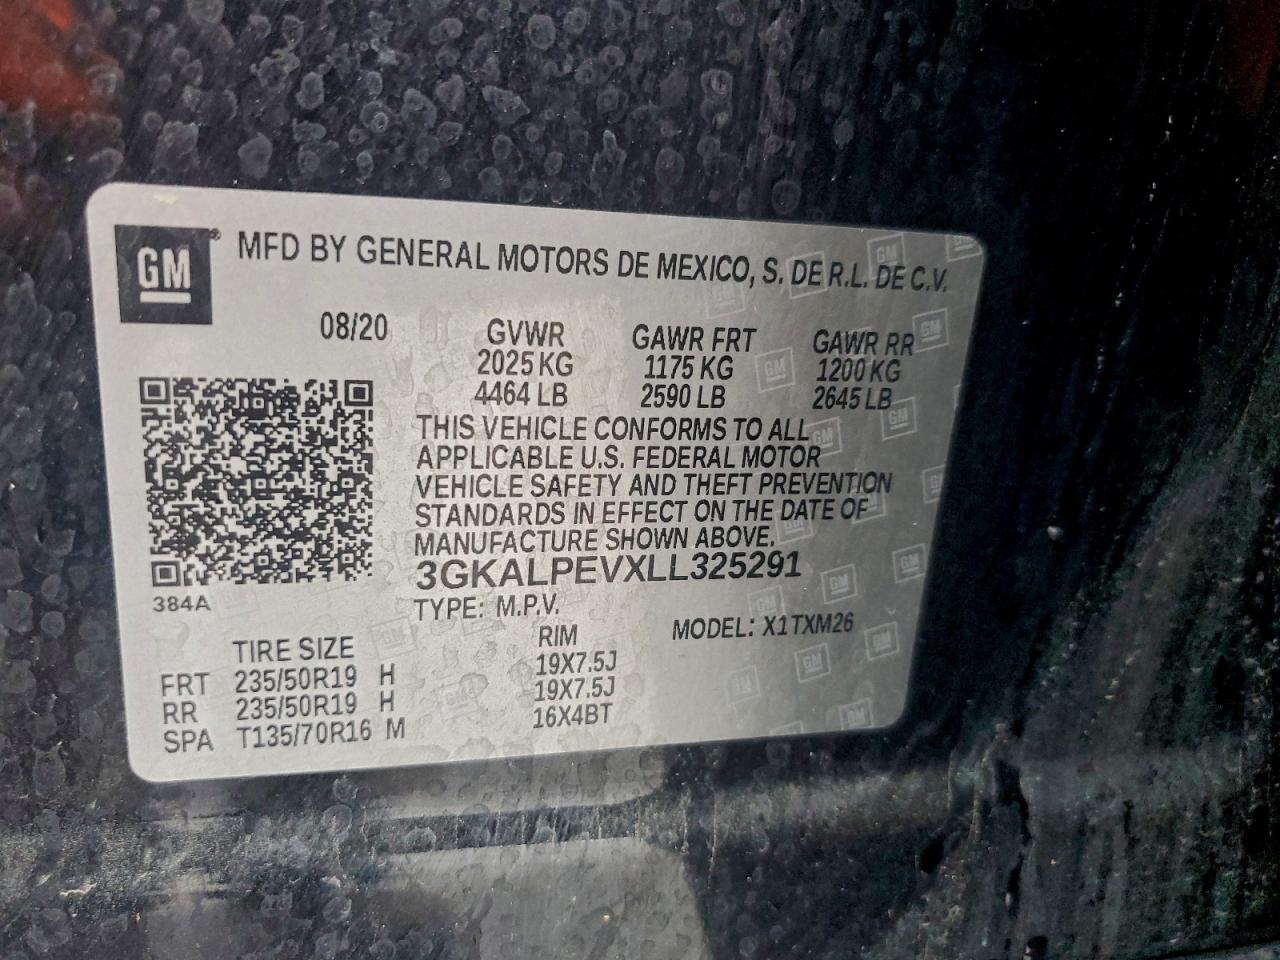 GM® MFD BY GENERAL MOTORS DE MEXICO, S. DE R.L. DE C.V.
08/20 GVWR GAWR FRT GAWR RR
2025 KG 1175 KG 1200 KG
4464 LB 2590 LB 2645 LB
THIS VEHICLE CONFORMS TO ALL
APPLICABLE U.S. FEDERAL MOTOR
VEHICLE SAFETY AND THEFT PREVENTION
STANDARDS IN EFFECT ON THE DATE OF
MANUFACTURE SHOWN ABOVE.
3GKALPEVXLL325291
384A
TYPE: M.P.V.
MODEL: X1TXM26
TIRE SIZE RIM
FRT 235/50R19 H 19X7.5J
RR 235/50R19 H 19X7.5J
SPA T135/70R16 M 16X4BT